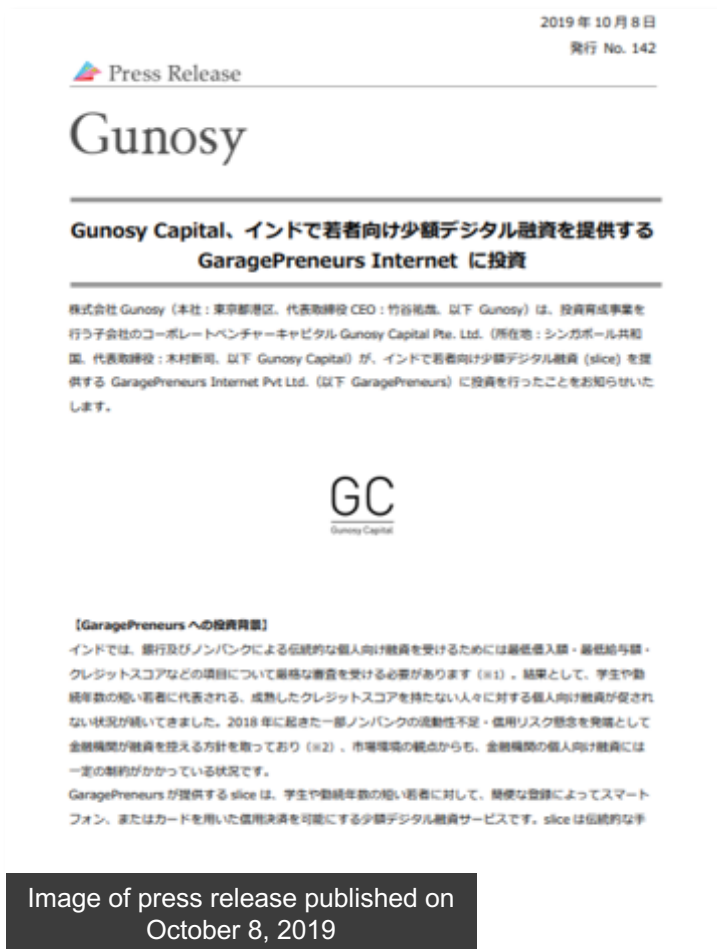 2019 年 10 月 8 日
発行 No. 142
Press Release
Gunosy
Gunosy Capital、インドで若者向け少額デジタル融資を提供する
GaragePreneurs Internet に投資
株式会社 Gunosy（本社：東京都港区、代表取締役 CEO：竹谷祐哉、以下 Gunosy）は、投資育成事業を
行う子会社のコーポレートベンチャーキャピタル Gunosy Capital Pte. Ltd.（所在地：シンガポール共和
国、代表取締役：木村新司、以下 Gunosy Capital）が、インドで若者向け少額デジタル融資 (slice) を提
供する GaragePreneurs Internet Pvt Ltd.（以下 GaragePreneurs）に投資を行ったことをお知らせいた
します。
GC
Gunosy Capital
【GaragePreneurs への投資背景】
インドでは、銀行及びノンバンクによる伝統的な個人向け融資を受けるためには最低借入額・最低給与額・
クレジットスコアなどの項目について厳格な審査を受ける必要があります（※1）。結果として、学生や勤
続年数の短い若者に代表される、成熟したクレジットスコアを持たない人々に対する個人向け融資が促され
ない状況が続いてきました。2018 年に起きた一部ノンバンクの流動性不足・信用リスク懸念を発端として
金融機関が融資を控える方針を取っており（※2）、市場環境の観点からも、金融機関の個人向け融資には
一定の制約がかかっている状況です。
GaragePreneurs が提供する slice は、学生や勤続年数の短い若者に対して、簡便な登録によってスマート
フォン、またはカードを用いた信用決済を可能にする少額デジタル融資サービスです。slice は伝統的な手
Image of press release published on
October 8, 2019